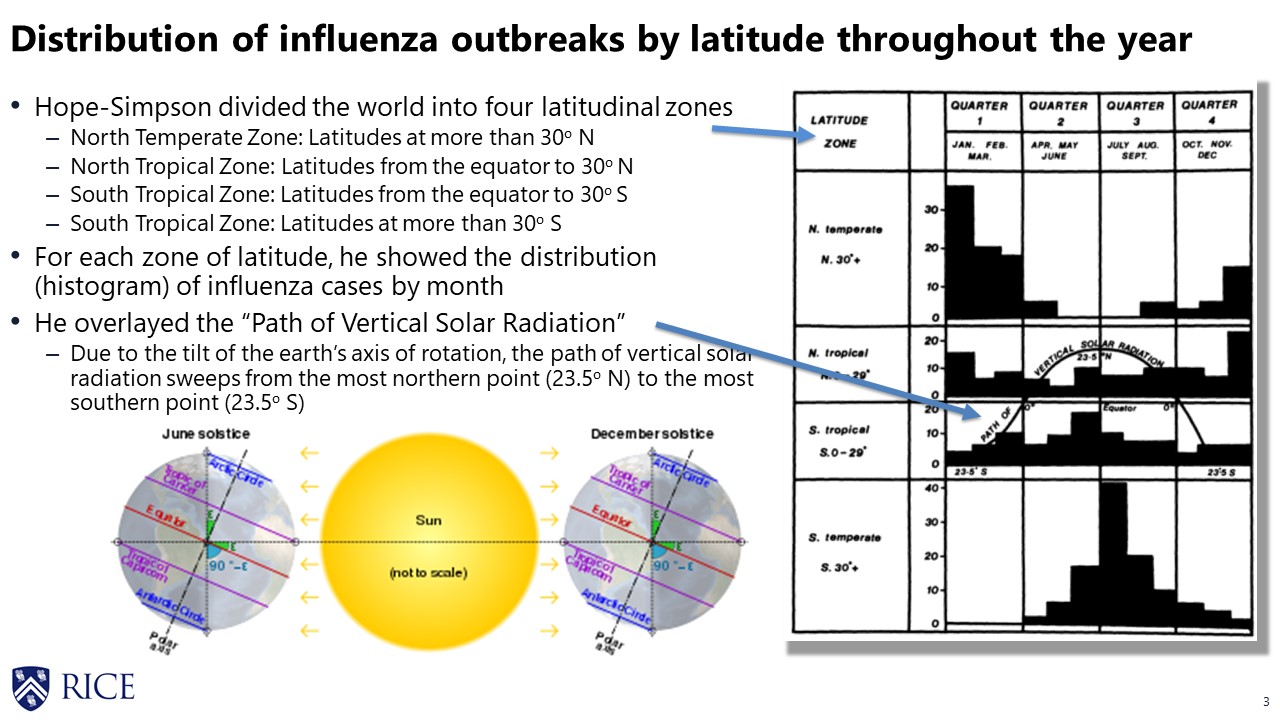 Distribution of influenza outbreaks by latitude throughout the year
• Hope-Simpson divided the world into four latitudinal zones
– North Temperate Zone: Latitudes at more than 30º N
– North Tropical Zone: Latitudes from the equator to 30º N
– South Tropical Zone: Latitudes from the equator to 30º S
– South Tropical Zone: Latitudes at more than 30º S
• For each zone of latitude, he showed the distribution
(histogram) of influenza cases by month
• He overlayed the “Path of Vertical Solar Radiation”
– Due to the tilt of the earth’s axis of rotation, the path of vertical solar
radiation sweeps from the most northern point (23.5º N) to the most
southern point (23.5º S)
June solstice
Arctic Circle
Tropic of
Cancer
Equator
ε
ε
90 °–ε
Tropic of
Capricorn
Antarctic Circle
Polar
axis
Sun
(not to scale)
December solstice
Arctic Circle
Tropic of
Cancer
Equator
ε
ε
90 °–ε
Tropic of
Capricorn
Antarctic Circle
Polar
axis
LATITUDE
ZONE
QUARTER
1
QUARTER
2
QUARTER
3
QUARTER
4
JAN. FEB.
MAR.
APR. MAY
JUNE
JULY AUG.
SEPT.
OCT. NOV.
DEC
N. temperate
N. 30°+
30
20
10
0
N. tropical
0–29°
20
10
0
VERTICAL SOLAR RADIATION
23·5°N
S. tropical
S.0–29°
20
10
0
PATH OF
0°
Equator
0°
23·5° S
23·5 S
S. temperate
S. 30°+
40
30
20
10
0
RICE
3